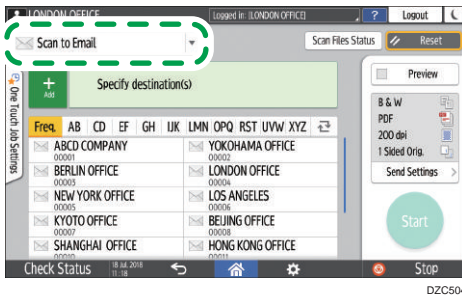 LONDON OFFICE
Logged in: [LONDON OFFICE]
?
Logout
Scan to Email
Scan Files Status
Reset
One Touch Job Settings
Add
Specify destination(s)
Preview
B & W
PDF
200 dpi
1 Sided Orig.
Send Settings
Start
Freq. AB CD EF GH IJK LMN OPQ RST UVW XYZ
ABCD COMPANY
00001
YOKOHAMA OFFICE
00002
BERLIN OFFICE
00003
LONDON OFFICE
00004
NEW YORK OFFICE
00005
LOS ANGELES
00006
KYOTO OFFICE
00007
BEIJING OFFICE
00008
SHANGHAI OFFICE
00010
HONG KONG OFFICE
00011
Check Status
18 Jul. 2018
11:18
Stop
DZC504